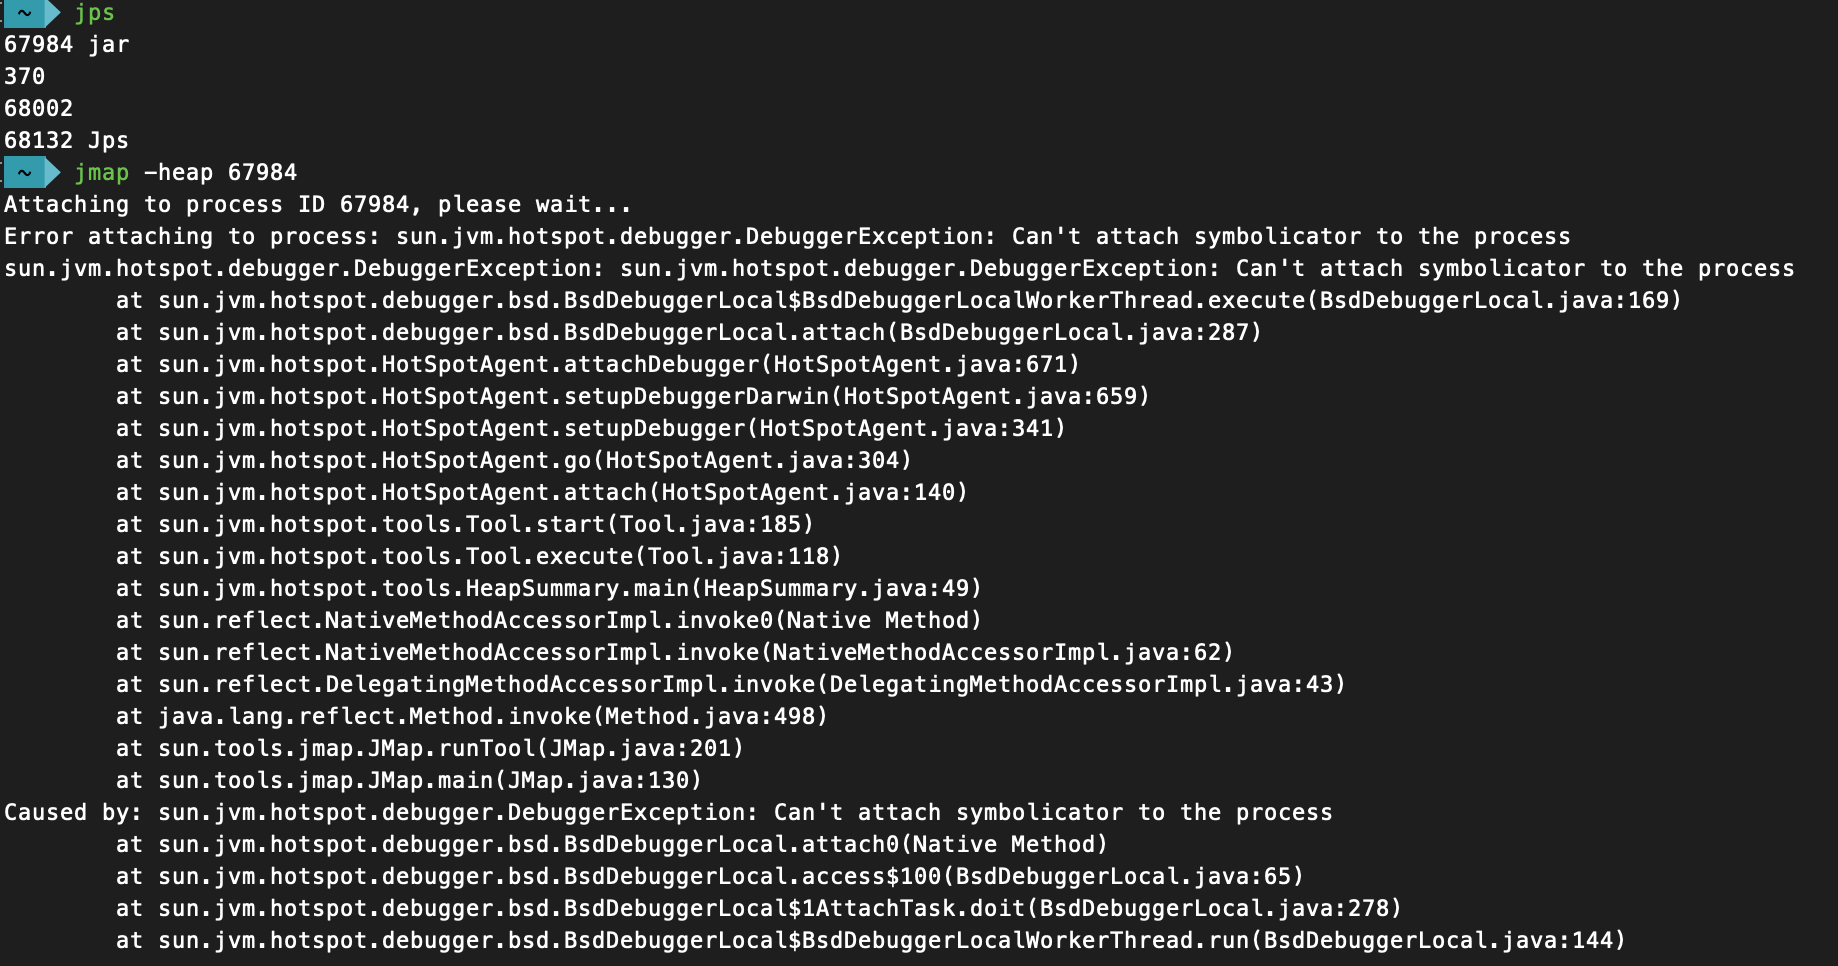 ~ jps
67984 jar
370
68002
68132 Jps
~ jmap -heap 67984
Attaching to process ID 67984, please wait...
Error attaching to process: sun.jvm.hotspot.debugger.DebuggerException: Can't attach symbolicator to the process
sun.jvm.hotspot.debugger.DebuggerException: sun.jvm.hotspot.debugger.DebuggerException: Can't attach symbolicator to the process
        at sun.jvm.hotspot.debugger.bsd.BsdDebuggerLocal$BsdDebuggerLocalWorkerThread.execute(BsdDebuggerLocal.java:169)
        at sun.jvm.hotspot.debugger.bsd.BsdDebuggerLocal.attach(BsdDebuggerLocal.java:287)
        at sun.jvm.hotspot.HotSpotAgent.attachDebugger(HotSpotAgent.java:671)
        at sun.jvm.hotspot.HotSpotAgent.setupDebuggerDarwin(HotSpotAgent.java:659)
        at sun.jvm.hotspot.HotSpotAgent.setupDebugger(HotSpotAgent.java:341)
        at sun.jvm.hotspot.HotSpotAgent.go(HotSpotAgent.java:304)
        at sun.jvm.hotspot.HotSpotAgent.attach(HotSpotAgent.java:140)
        at sun.jvm.hotspot.tools.Tool.start(Tool.java:185)
        at sun.jvm.hotspot.tools.Tool.execute(Tool.java:118)
        at sun.jvm.hotspot.tools.HeapSummary.main(HeapSummary.java:49)
        at sun.reflect.NativeMethodAccessorImpl.invoke0(Native Method)
        at sun.reflect.NativeMethodAccessorImpl.invoke(NativeMethodAccessorImpl.java:62)
        at sun.reflect.DelegatingMethodAccessorImpl.invoke(DelegatingMethodAccessorImpl.java:43)
        at java.lang.reflect.Method.invoke(Method.java:498)
        at sun.tools.jmap.JMap.runTool(JMap.java:201)
        at sun.tools.jmap.JMap.main(JMap.java:130)
Caused by: sun.jvm.hotspot.debugger.DebuggerException: Can't attach symbolicator to the process
        at sun.jvm.hotspot.debugger.bsd.BsdDebuggerLocal.attach0(Native Method)
        at sun.jvm.hotspot.debugger.bsd.BsdDebuggerLocal.access$100(BsdDebuggerLocal.java:65)
        at sun.jvm.hotspot.debugger.bsd.BsdDebuggerLocal$1AttachTask.doit(BsdDebuggerLocal.java:278)
        at sun.jvm.hotspot.debugger.bsd.BsdDebuggerLocal$BsdDebuggerLocalWorkerThread.run(BsdDebuggerLocal.java:144)